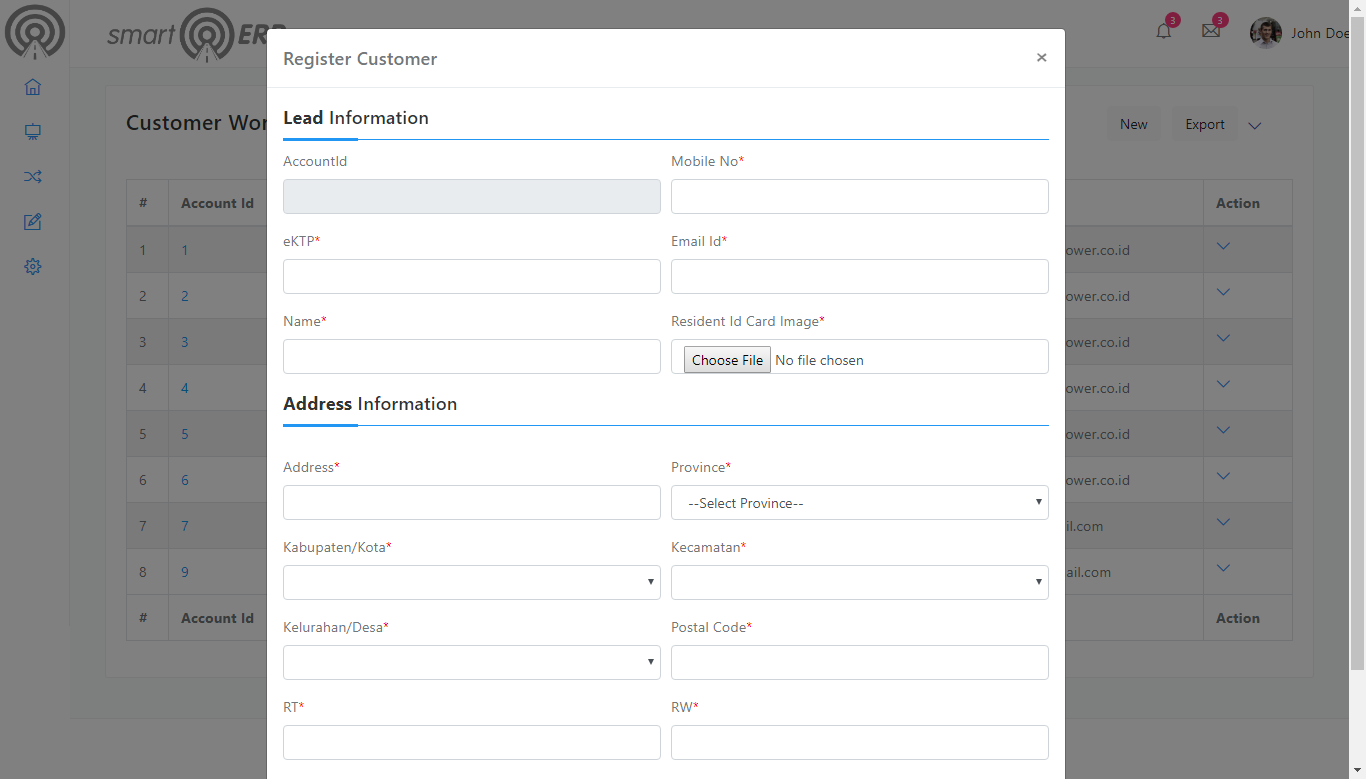 smart ERP
3
3
John Doe
Register Customer
×
Customer Wor
New
Export
Lead Information
AccountId
Mobile No*
eKTP*
Email Id*
Name*
Resident Id Card Image*
Choose File No file chosen
Address Information
Address*
Province*
--Select Province--
Kabupaten/Kota*
Kecamatan*
Kelurahan/Desa*
Postal Code*
RT*
RW*
# Account Id Action
1 1 ower.co.id
2 2 ower.co.id
3 3 ower.co.id
4 4 ower.co.id
5 5 ower.co.id
6 6 ower.co.id
7 7 il.com
8 9 ail.com
# Account Id Action